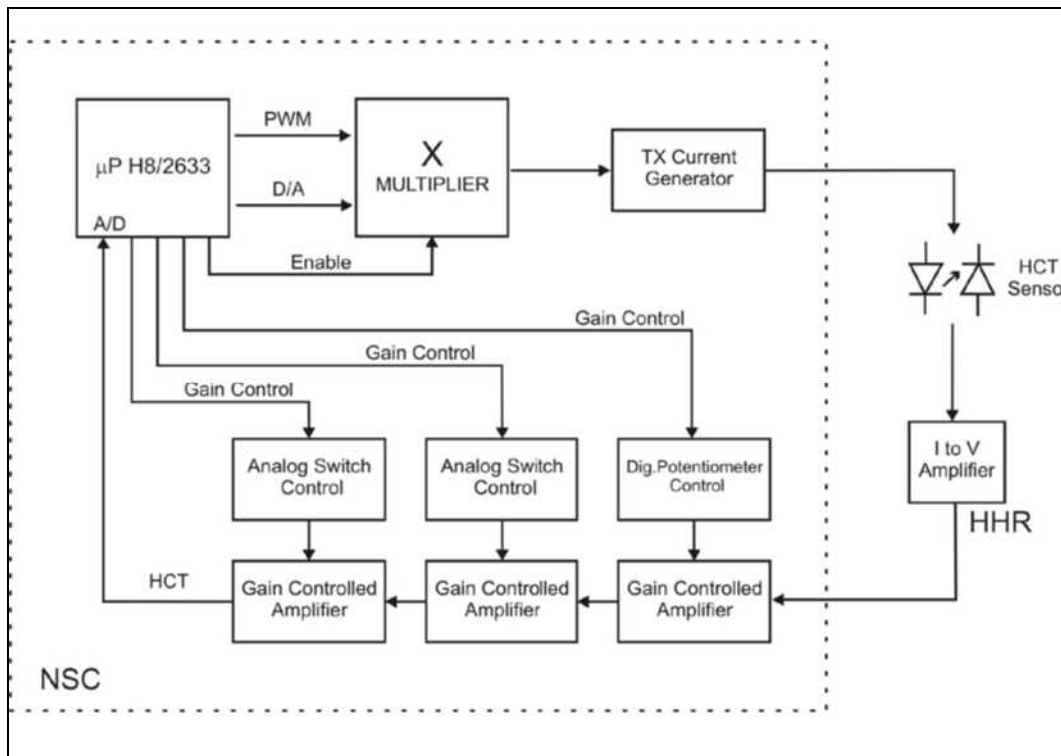 PWM
µP H8/2633
X
MULTIPLIER
TX Current
Generator
D/A
A/D
Enable
HCT
Senso
Gain Control
Gain Control
Gain Control
Analog Switch
Control
Analog Switch
Control
Dig.Potentiometer
Control
I to V
Amplifier
HHR
HCT
Gain Controlled
Amplifier
Gain Controlled
Amplifier
Gain Controlled
Amplifier
NSC